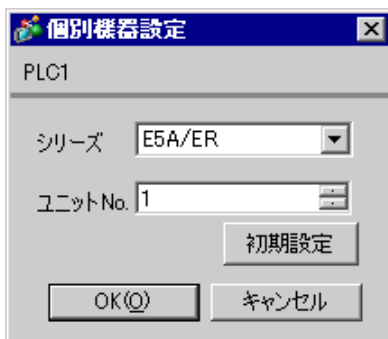 個別機器設定
PLC1
シリーズ E5A/ER
ユニットNo. 1
初期設定
OK(O) キャンセル